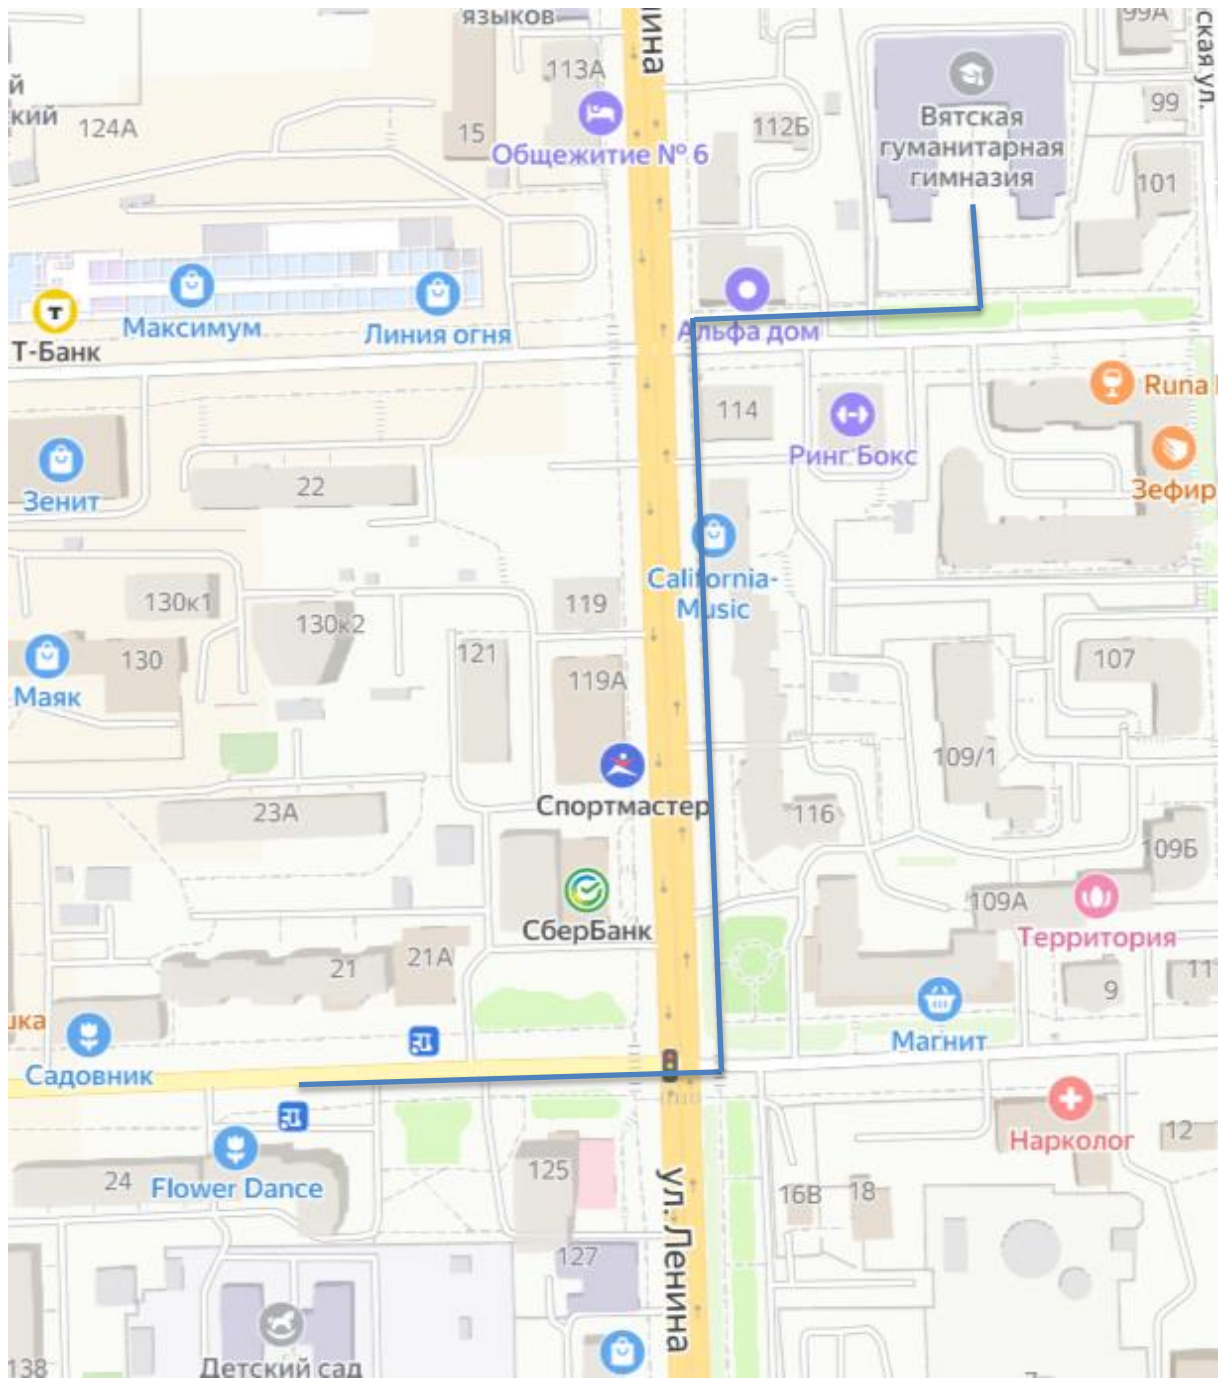 языков
ина
99А
ская ул.
й
кий
124А
113А
15
Общежитие № 6
112Б
Вятская
гуманитарная
гимназия
99
101
Т-Банк
Максимум
Линия огня
Альфа дом
114
Runa
Ринг Бокс
Зефир
Зенит
22
California-
Music
119
130к1
130к2
121
119А
107
130
Маяк
109/1
Спортмастер
23А
116
109Б
109А
СберБанк
Территория
21
21А
9
11
Магнит
шка
Садовник
Нарколог
12
24
Flower Dance
125
16В
18
ул. Ленина
127
Детский сад
138